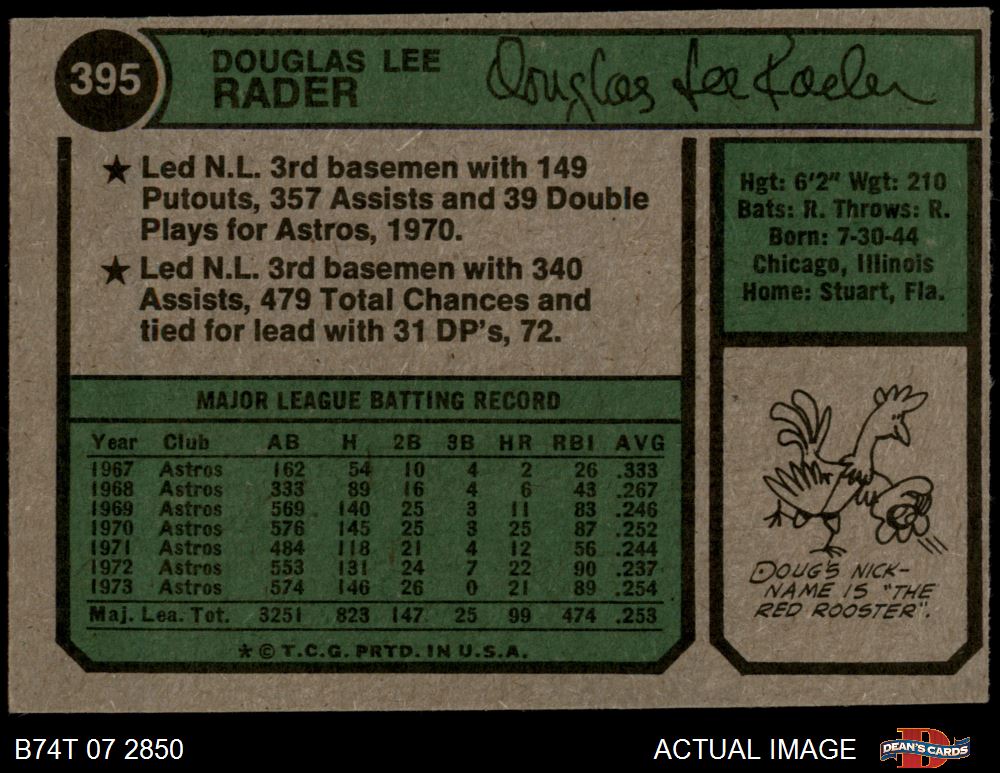 395
DOUGLAS LEE
RADER
Douglas Lee Rader
★ Led N.L. 3rd basemen with 149
Putouts, 357 Assists and 39 Double
Plays for Astros, 1970.
★ Led N.L. 3rd basemen with 340
Assists, 479 Total Chances and
tied for lead with 31 DP's, 72.
Hgt: 6'2" Wgt: 210
Bats: R. Throws: R.
Born: 7-30-44
Chicago, Illinois
Home: Stuart, Fla.
MAJOR LEAGUE BATTING RECORD
Year Club AB H 2B 3B HR RBI AVG
1967 Astros 162 54 10 4 2 26 .333
1968 Astros 333 89 16 4 6 43 .267
1969 Astros 569 140 25 3 11 83 .246
1970 Astros 576 145 25 3 25 87 .252
1971 Astros 484 118 21 4 12 56 .244
1972 Astros 553 131 24 7 22 90 .237
1973 Astros 574 146 26 0 21 89 .254
Maj. Lea. Tot. 3251 823 147 25 99 474 .253
★ © T.C.G. PRTD. IN U.S.A.
DOUG'S NICK-
NAME IS "THE
RED ROOSTER".
B74T 07 2850
ACTUAL IMAGE
DEAN'S CARDS